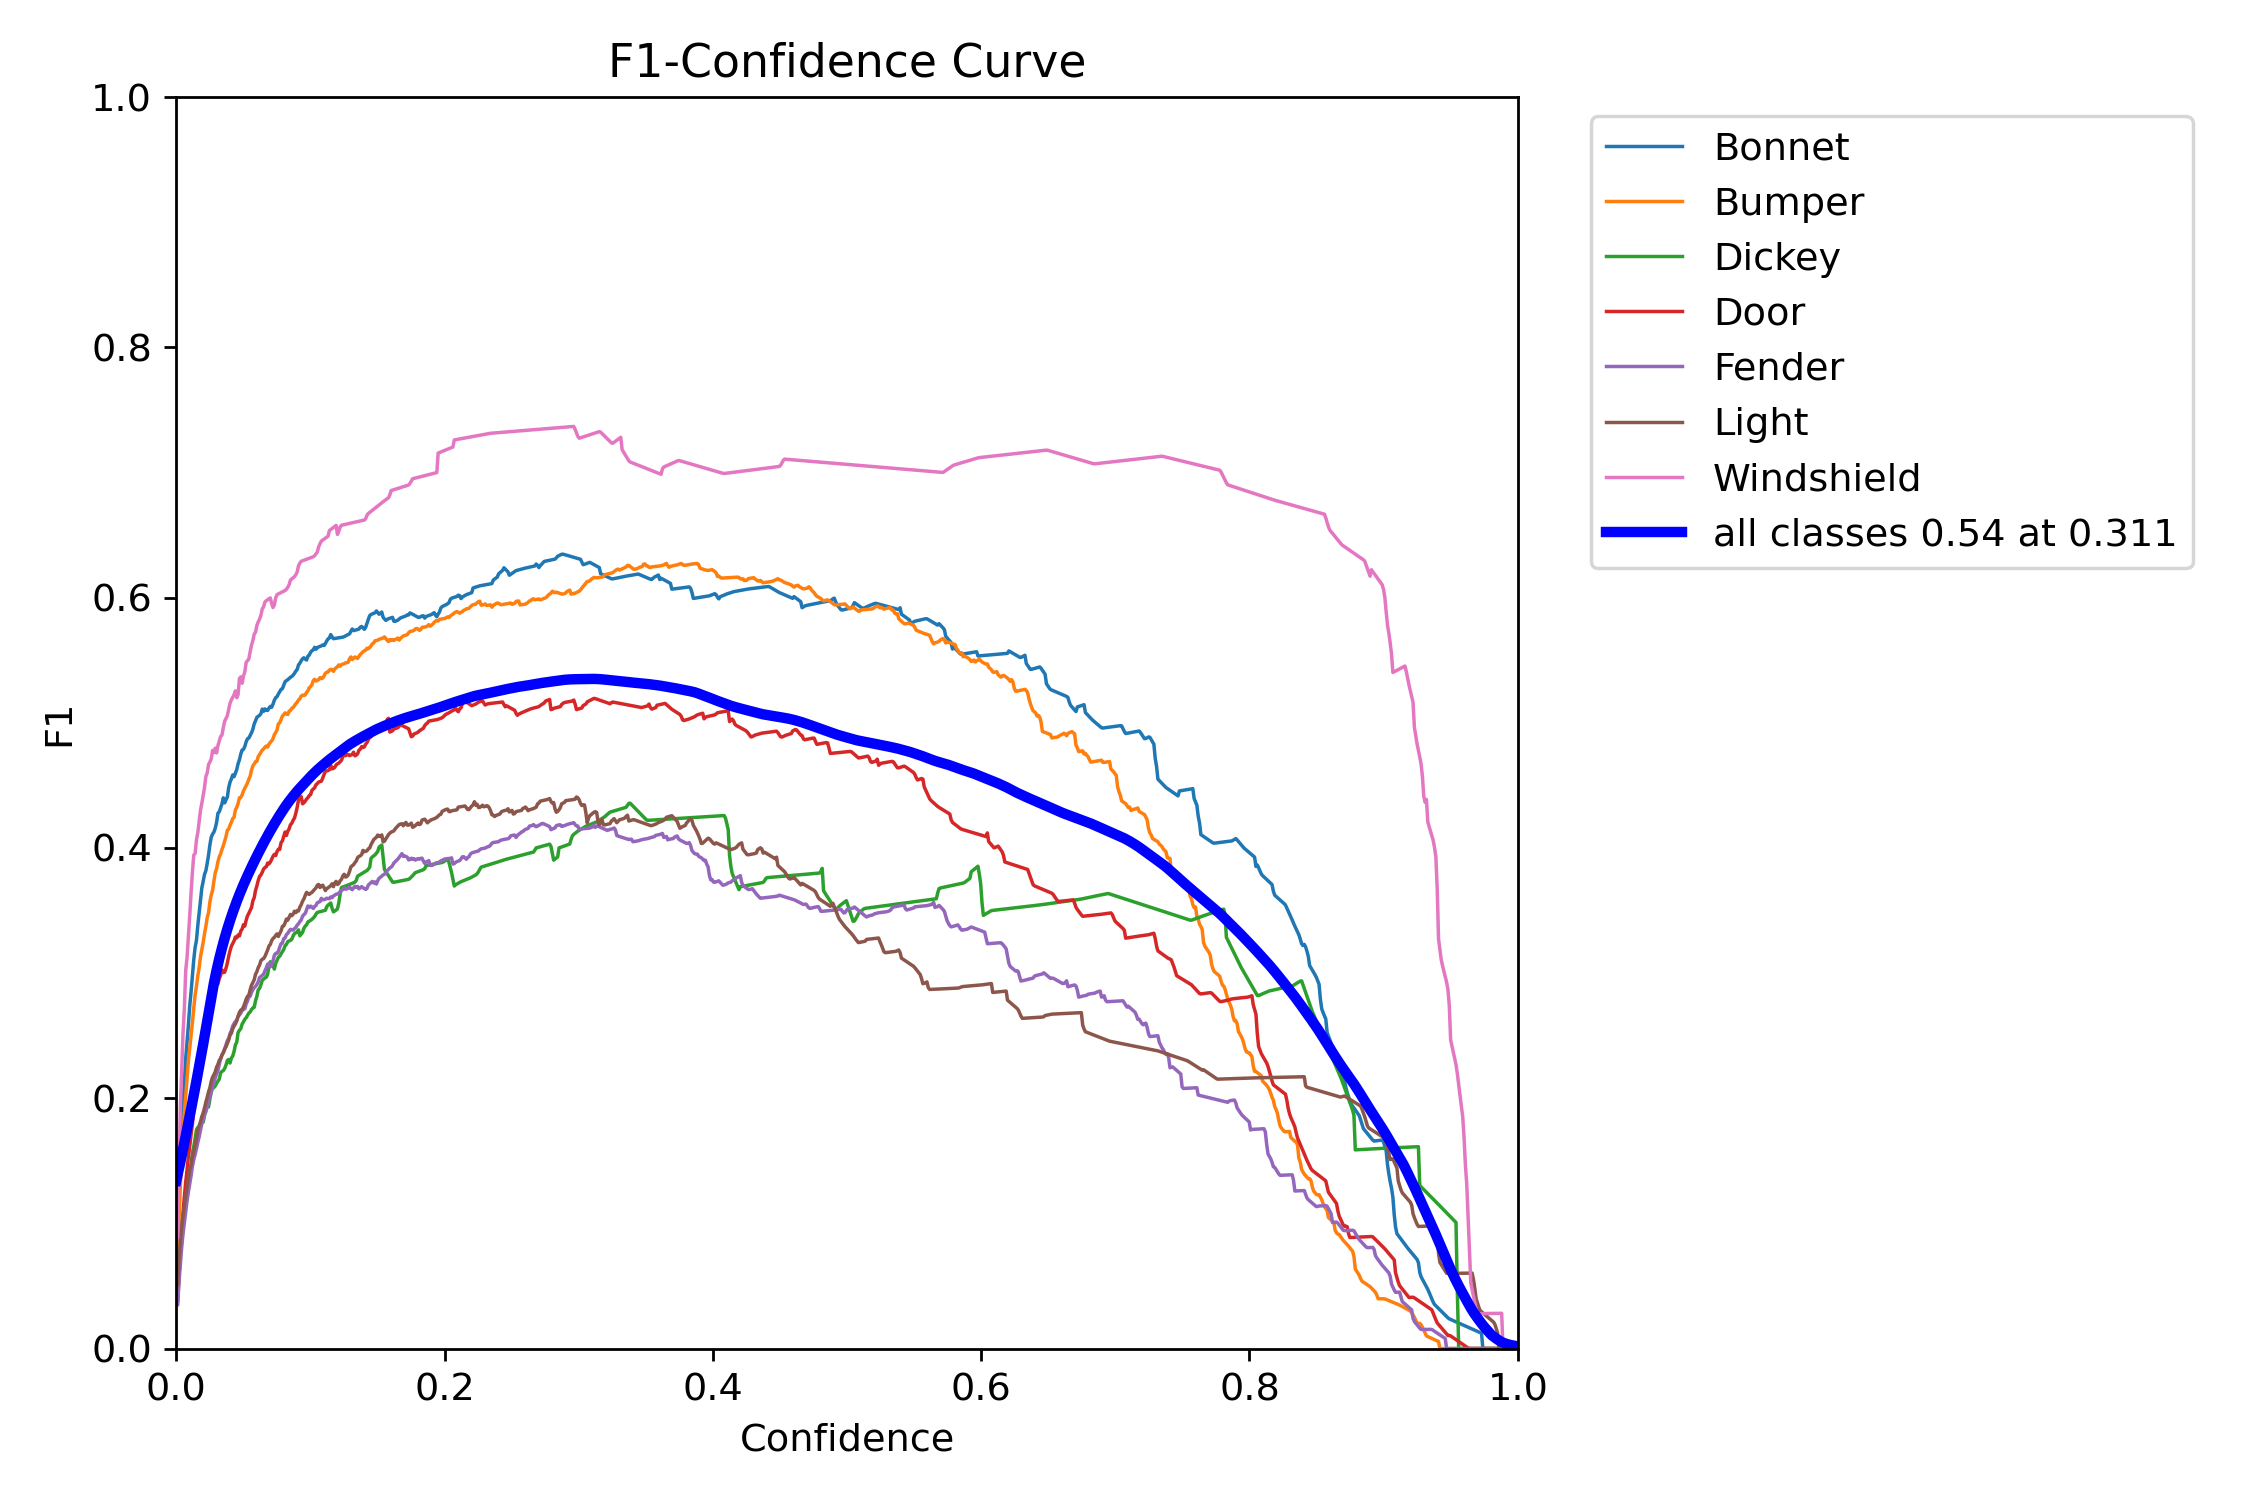 F1-Confidence Curve
1.0
0.8
0.6
0.4
0.2
0.0
F1
0.0 0.2 0.4 0.6 0.8 1.0
Confidence
Bonnet
Bumper
Dickey
Door
Fender
Light
Windshield
all classes 0.54 at 0.311